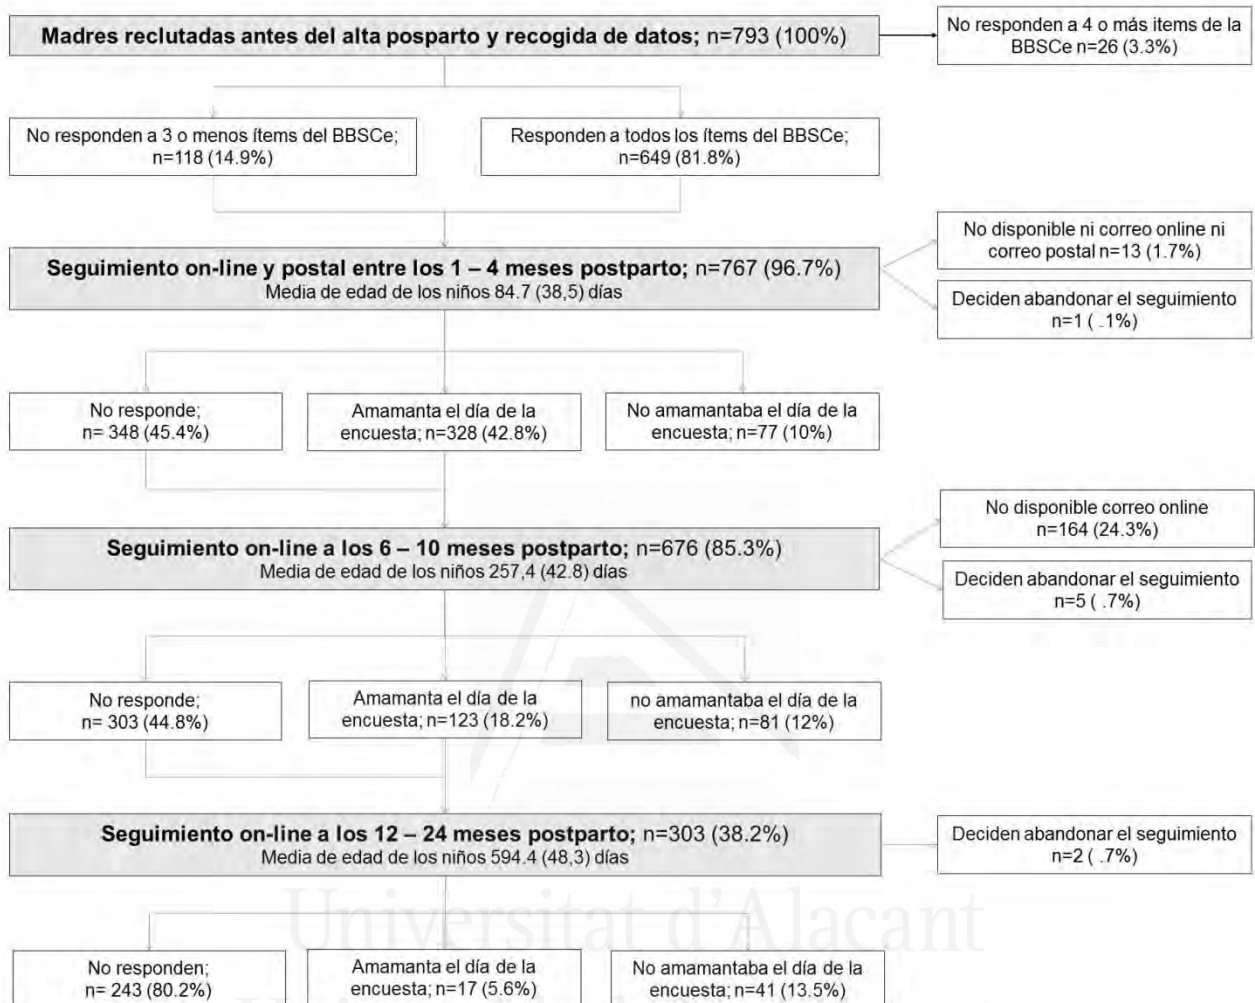 Madres reclutadas antes del alta posparto y recogida de datos; n=793 (100%)
No responden a 4 o más items de la
BBSCe n=26 (3.3%)
No responden a 3 o menos ítems del BBSCe;
n=118 (14.9%)
Responden a todos los ítems del BBSCe;
n=649 (81.8%)
Seguimiento on-line y postal entre los 1 – 4 meses postparto; n=767 (96.7%)
Media de edad de los niños 84.7 (38,5) días
No disponible ni correo online ni
correo postal n=13 (1.7%)
Deciden abandonar el seguimiento
n=1 ( .1%)
No responde;
n= 348 (45.4%)
Amamanta el día de la
encuesta; n=328 (42.8%)
No amamantaba el día de la
encuesta; n=77 (10%)
Seguimiento on-line a los 6 – 10 meses postparto; n=676 (85.3%)
Media de edad de los niños 257,4 (42.8) días
No disponible correo online
n=164 (24.3%)
Deciden abandonar el seguimiento
n=5 ( .7%)
No responde;
n= 303 (44.8%)
Amamanta el día de la
encuesta; n=123 (18.2%)
no amamantaba el día de la
encuesta; n=81 (12%)
Seguimiento on-line a los 12 – 24 meses postparto; n=303 (38.2%)
Media de edad de los niños 594.4 (48,3) días
Deciden abandonar el seguimiento
n=2 ( .7%)
Universitat d'Alacant
No responden;
n= 243 (80.2%)
Amamanta el día de la
encuesta; n=17 (5.6%)
No amamantaba el día de la
encuesta; n=41 (13.5%)